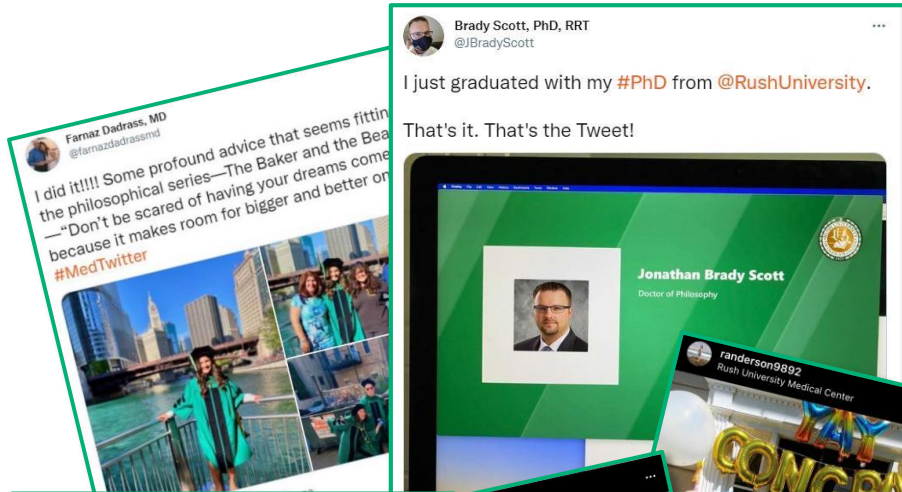 Farnaz Dadrass, MD
@farnazdadrassmd
I did it!!!! Some profound advice that seems fittin
the philosophical series—The Baker and the Bea
—“Don't be scared of having your dreams come
because it makes room for bigger and better on
#MedTwitter
Brady Scott, PhD, RRT
@JBradyScott
I just graduated with my #PhD from @RushUniversity.
That's it. That's the Tweet!
Jonathan Brady Scott
Doctor of Philosophy
randerson9892
Rush University Medical Center
YAY
CONGR